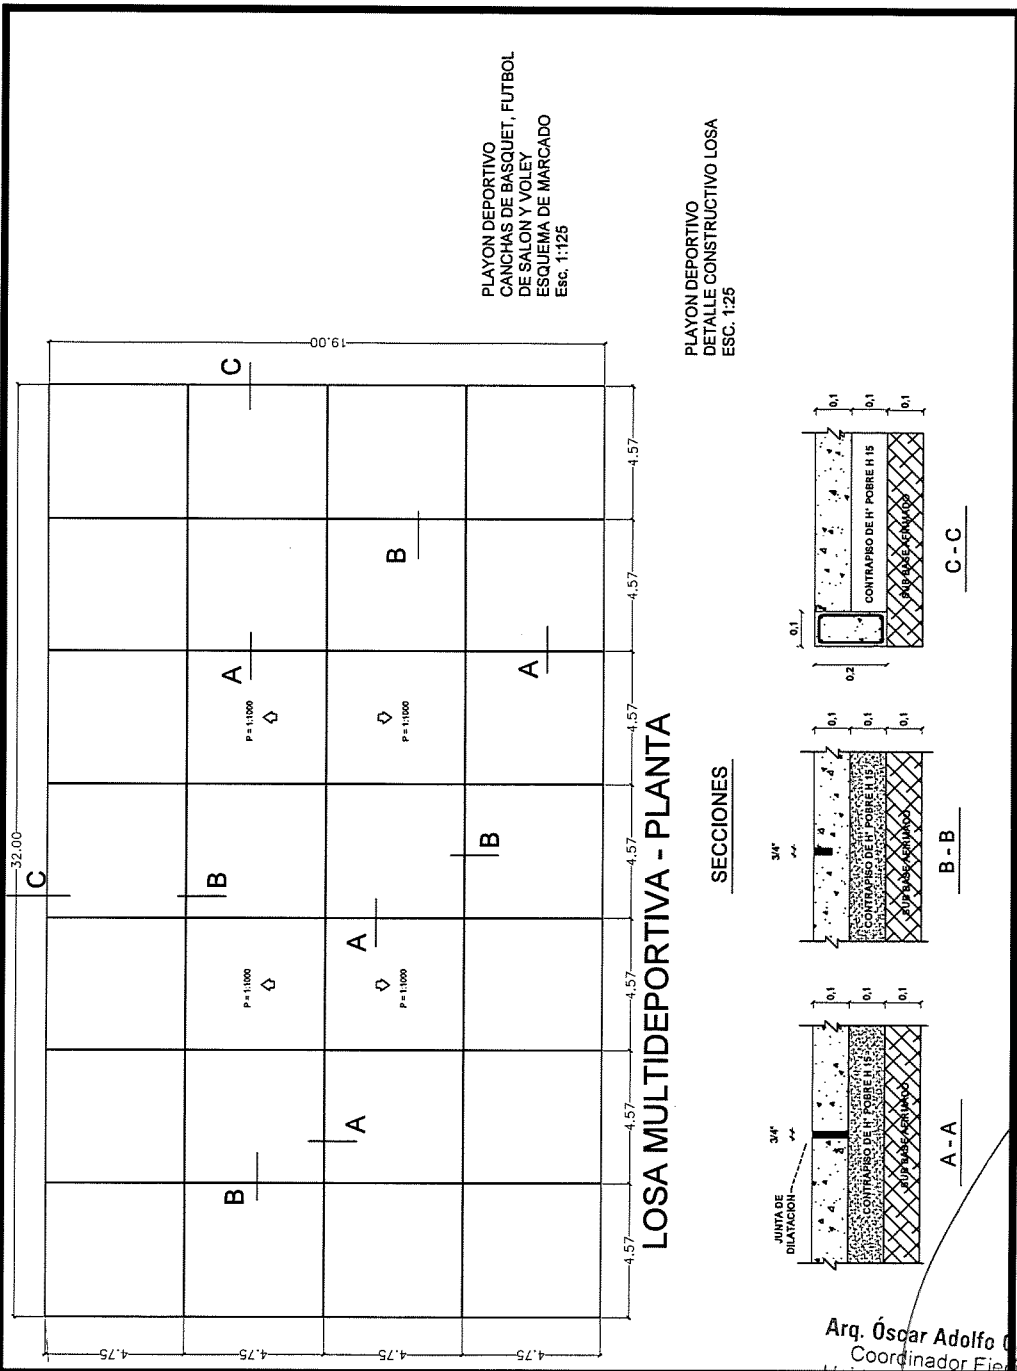 PLAYON DEPORTIVO
CANCHAS DE BASQUET, FUTBOL
DE SALON Y VOLEY
ESQUEMA DE MARCADO
Esc. 1:125
PLAYON DEPORTIVO
DETALLE CONSTRUCTIVO LOSA
ESC. 1:25
32.00
19.00
C
C
B
B
B
B
A
A
A
A
P = 1:1000
P = 1:1000
P = 1:1000
P = 1:1000
4.75
4.75
4.75
4.75
4.57
4.57
4.57
4.57
4.57
4.57
4.57
LOSA MULTIDEPORTIVA - PLANTA
SECCIONES
JUNTA DE
DILATACION
3/4"
0,1
0,1
0,1
CONTRAPISO DE Hº POBRE H 15
SUB BASE AFIRMADO
A - A
3/4"
0,1
0,1
0,1
CONTRAPISO DE Hº POBRE H 15
SUB BASE AFIRMADO
B - B
0,1
0,2
0,1
0,1
0,1
CONTRAPISO DE Hº POBRE H 15
SUB BASE AFIRMADO
C - C
Arq. Óscar Adolfo
Coordinador